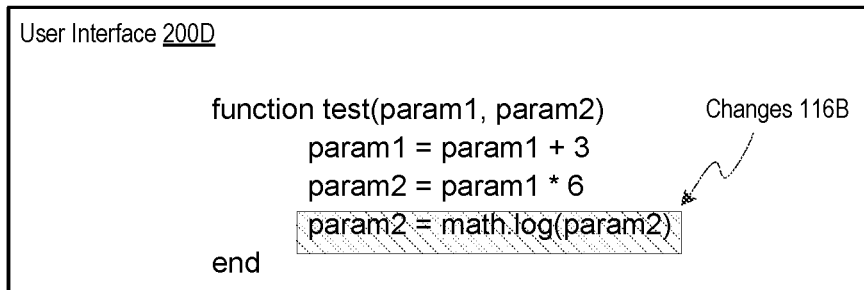 User Interface 200D
function test(param1, param2)
Changes 116B
param1 = param1 + 3
param2 = param1 * 6
param2 = math.log(param2)
end